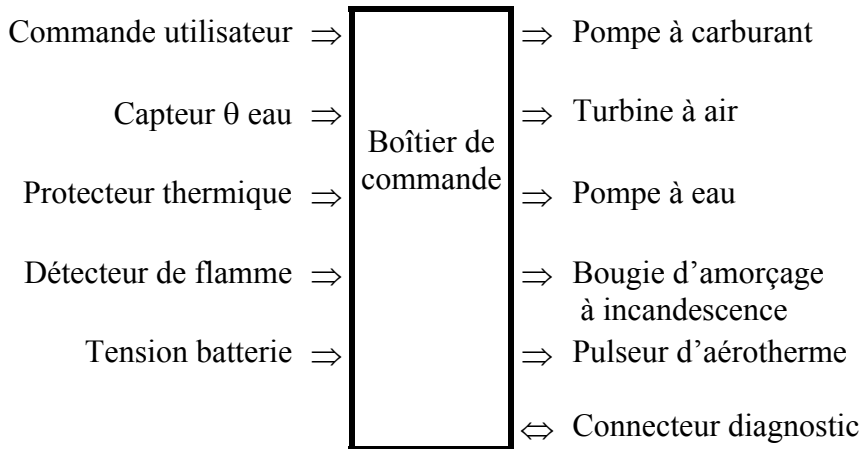 Commande utilisateur ⇒
Capteur θ eau ⇒
Protecteur thermique ⇒
Détecteur de flamme ⇒
Tension batterie ⇒
Boîtier de
commande
⇒ Pompe à carburant
⇒ Turbine à air
⇒ Pompe à eau
⇒ Bougie d’amorçage
à incandescence
⇒ Pulseur d’aérotherme
⇔ Connecteur diagnostic